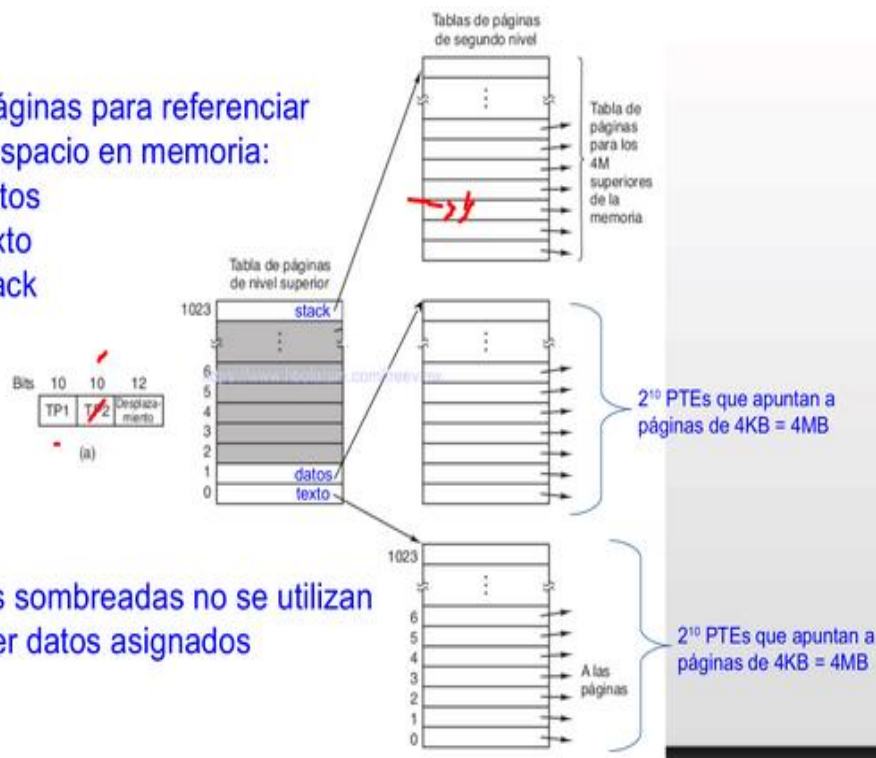 Tablas de páginas
de segundo nivel
áginas para referenciar
spacio en memoria:
tos
xto
ack
Tabla de
páginas
para los
4M
superiores
de la
memoria
Tabla de páginas
de nivel superior
1023 stack
6
5
4
3
2
1 datos
0 texto
Bits 10 10 12
TP1 TP2 Desplaza-
miento
(a)
2¹⁰ PTEs que apuntan a
páginas de 4KB = 4MB
s sombreadas no se utilizan
er datos asignados
1023
6
5
4
3
2
1
0
A las
páginas
2¹⁰ PTEs que apuntan a
páginas de 4KB = 4MB